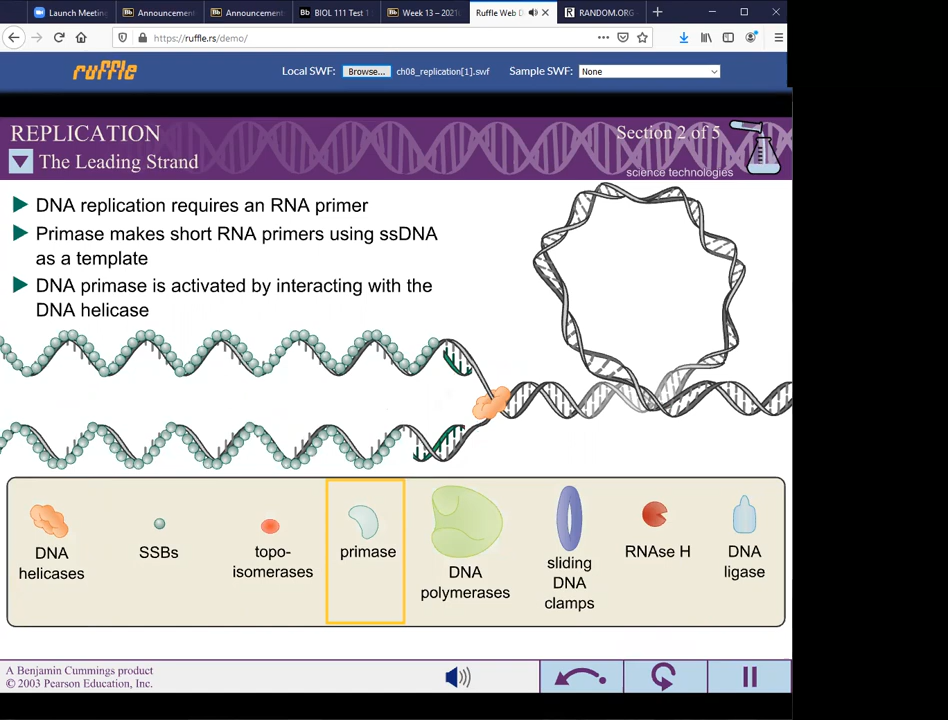 Launch Meetin
Announcement
Announcement
BIOL 111 Test 1
Week 13 – 2021
Ruffle Web D
RANDOM.ORG
https://ruffle.rs/demo/
ruffle
Local SWF: Browse... ch08_replication[1].swf Sample SWF: None
REPLICATION
Section 2 of 5
The Leading Strand
science technologies
DNA replication requires an RNA primer
Primase makes short RNA primers using ssDNA
as a template
DNA primase is activated by interacting with the
DNA helicase
DNA
helicases
SSBs
topo-
isomerases
primase
DNA
polymerases
sliding
DNA
clamps
RNAse H
DNA
ligase
A Benjamin Cummings product
© 2003 Pearson Education, Inc.